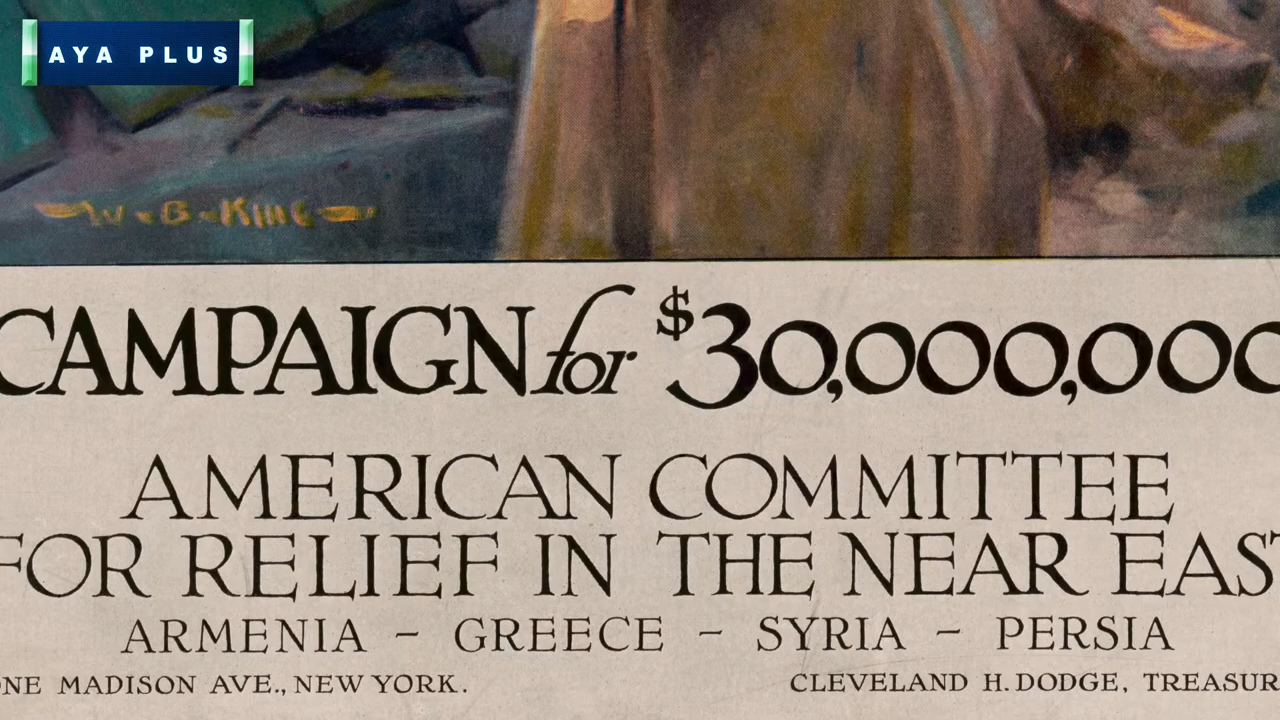 AYA PLUS
W·B·KING
CAMPAIGN for $30,000,000
AMERICAN COMMITTEE
FOR RELIEF IN THE NEAR EAST
ARMENIA – GREECE – SYRIA – PERSIA
ONE MADISON AVE., NEW YORK.
CLEVELAND H. DODGE, TREASUR